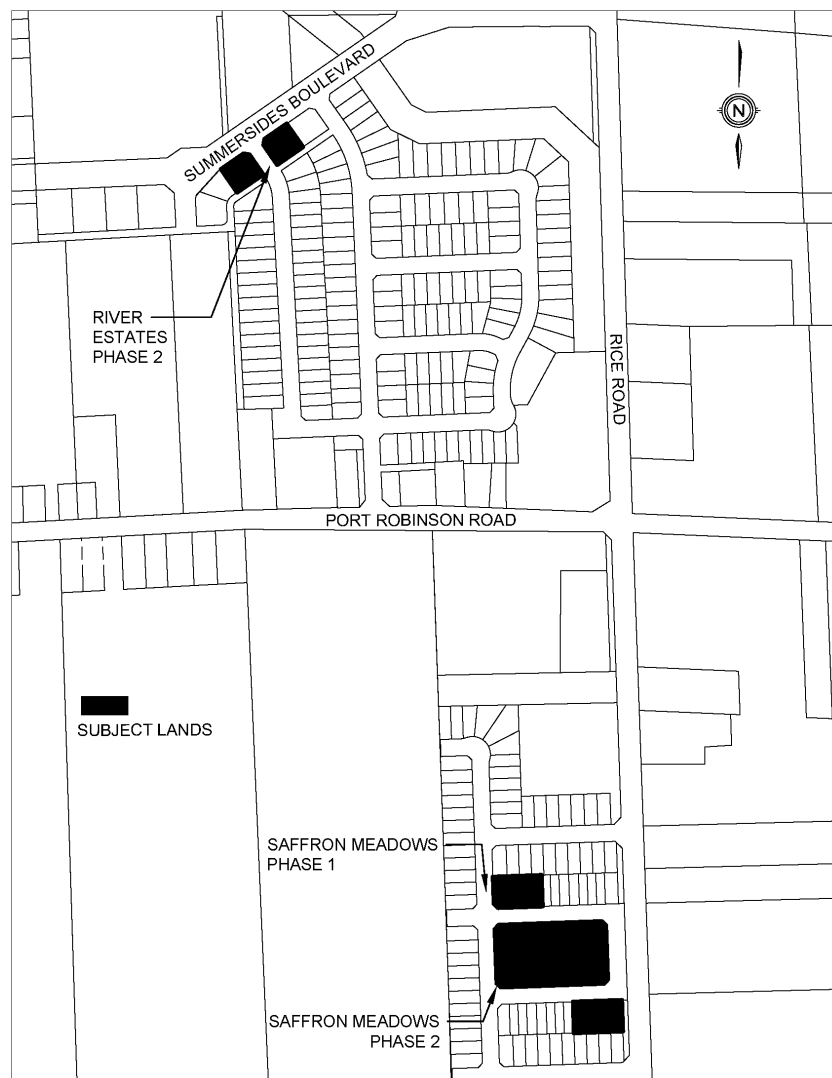 SUMMERSIDES BOULEVARD
N
RIVER
ESTATES
PHASE 2
RICE ROAD
PORT ROBINSON ROAD
SUBJECT LANDS
SAFFRON MEADOWS
PHASE 1
SAFFRON MEADOWS
PHASE 2